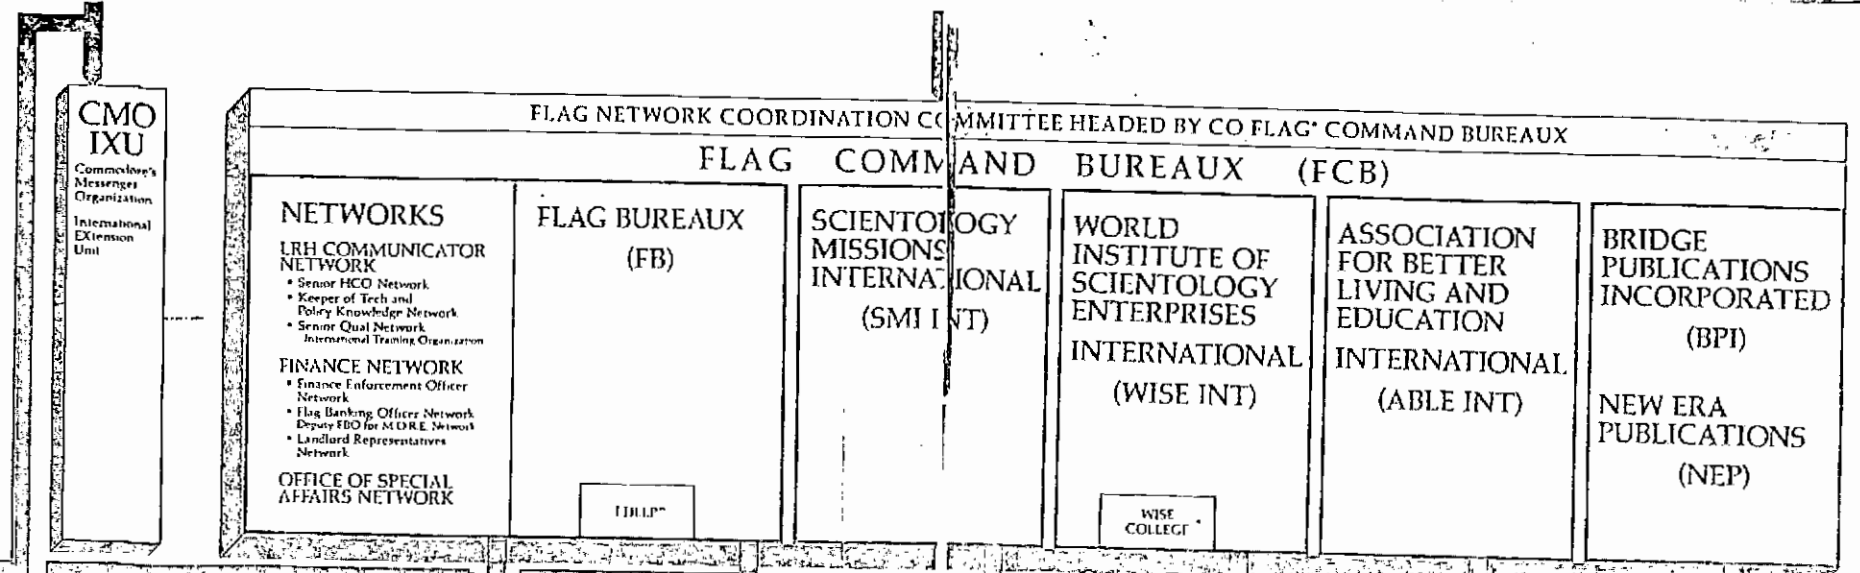 CMO
IXU
Commodore's
Messenger
Organization
International
EXtension
Unit
FLAG NETWORK COORDINATION COMMITTEE HEADED BY CO FLAG* COMMAND BUREAUX
FLAG COMMAND BUREAUX (FCB)
NETWORKS
LRH COMMUNICATOR
NETWORK
• Senior HCO Network
• Keeper of Tech and
Policy Knowledge Network
• Senior Qual Network
International Training Organization
FINANCE NETWORK
• Finance Enforcement Officer
Network
• Flag Banking Officer Network
Deputy FBO for M.O.R.E. Network
• Landlord Representatives
Network
OFFICE OF SPECIAL
AFFAIRS NETWORK
FLAG BUREAUX
(FB)
SCIENTOLOGY
MISSIONS
INTERNATIONAL
(SMI INT)
WORLD
INSTITUTE OF
SCIENTOLOGY
ENTERPRISES
INTERNATIONAL
(WISE INT)
WISE
COLLEGE*
ASSOCIATION
FOR BETTER
LIVING AND
EDUCATION
INTERNATIONAL
(ABLE INT)
BRIDGE
PUBLICATIONS
INCORPORATED
(BPI)
NEW ERA
PUBLICATIONS
(NEP)